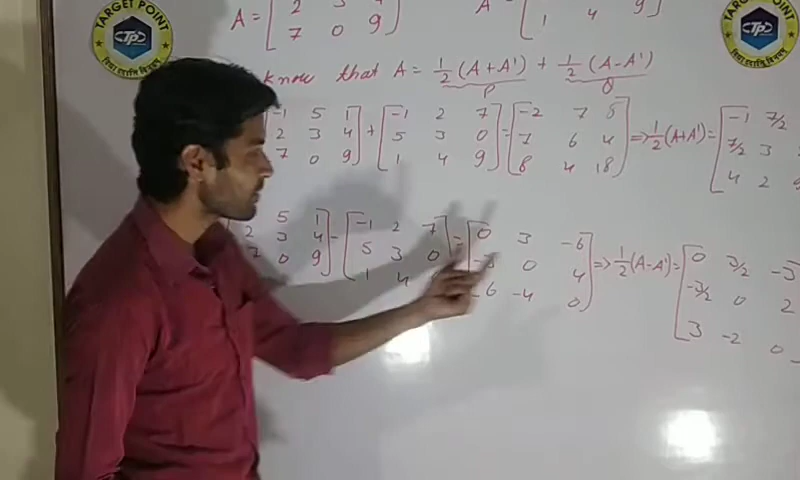 TARGET POINT
CTP
TARGET POINT
CTP
A = [ 2
7 0 9 ]
A
1 4 9 ]
know that A = 1/2 (A+A') + 1/2 (A-A')
P
[ -1 5 1
2 3 4
7 0 9 ] + [ -1 2 7
5 3 0
1 4 9 ] = [ -2 7 8
7 6 4
8 4 18 ] => 1/2 (A+A') = [ -1 7/2
7/2 3
4 2
5 1
2 3 4
0 9 ] - [ -1 2 7
5 3 0
1 4 ] = [ 0 3 -6
0 4
6 -4 0 ] => 1/2 (A-A') = [ 0 3/2 -3
-3/2 0 2
3 -2 0